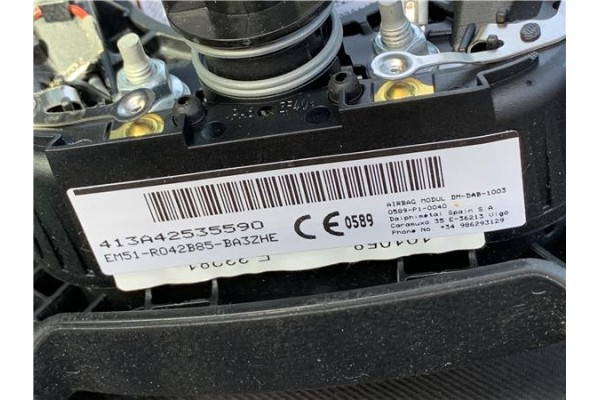 413A42535590
EM51-R042B85-BA3ZHE
CE 0589
AIRBAG MODUL DM-DAB-1003
0589-P1-0040
Dalphimetal Spain S.A.
Caramuxo 35 E-36213 Vigo
Phone No +34 986293129